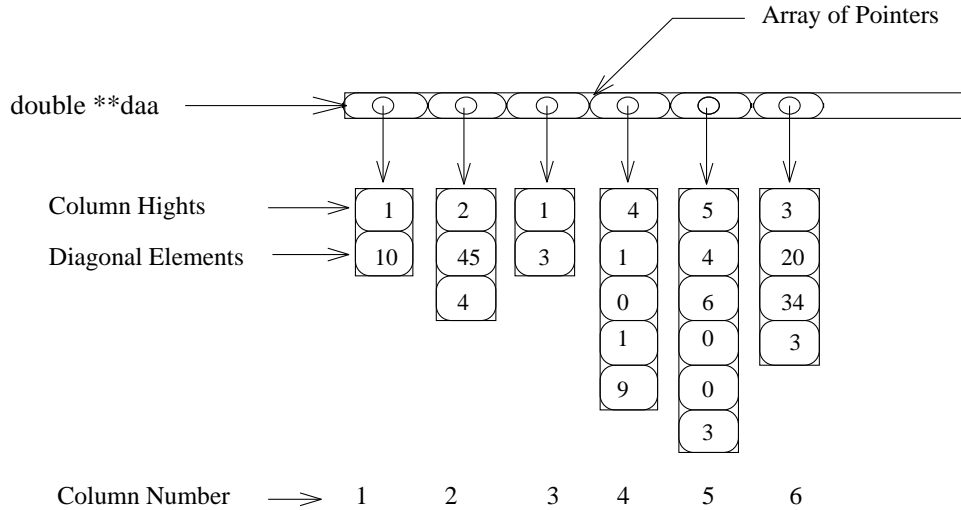 Array of Pointers
double **daa
Column Hights 1 2 1 4 5 3
Diagonal Elements 10 45 3 1 4 20
4 0 6 34
1 0 3
9 0
3
Column Number 1 2 3 4 5 6